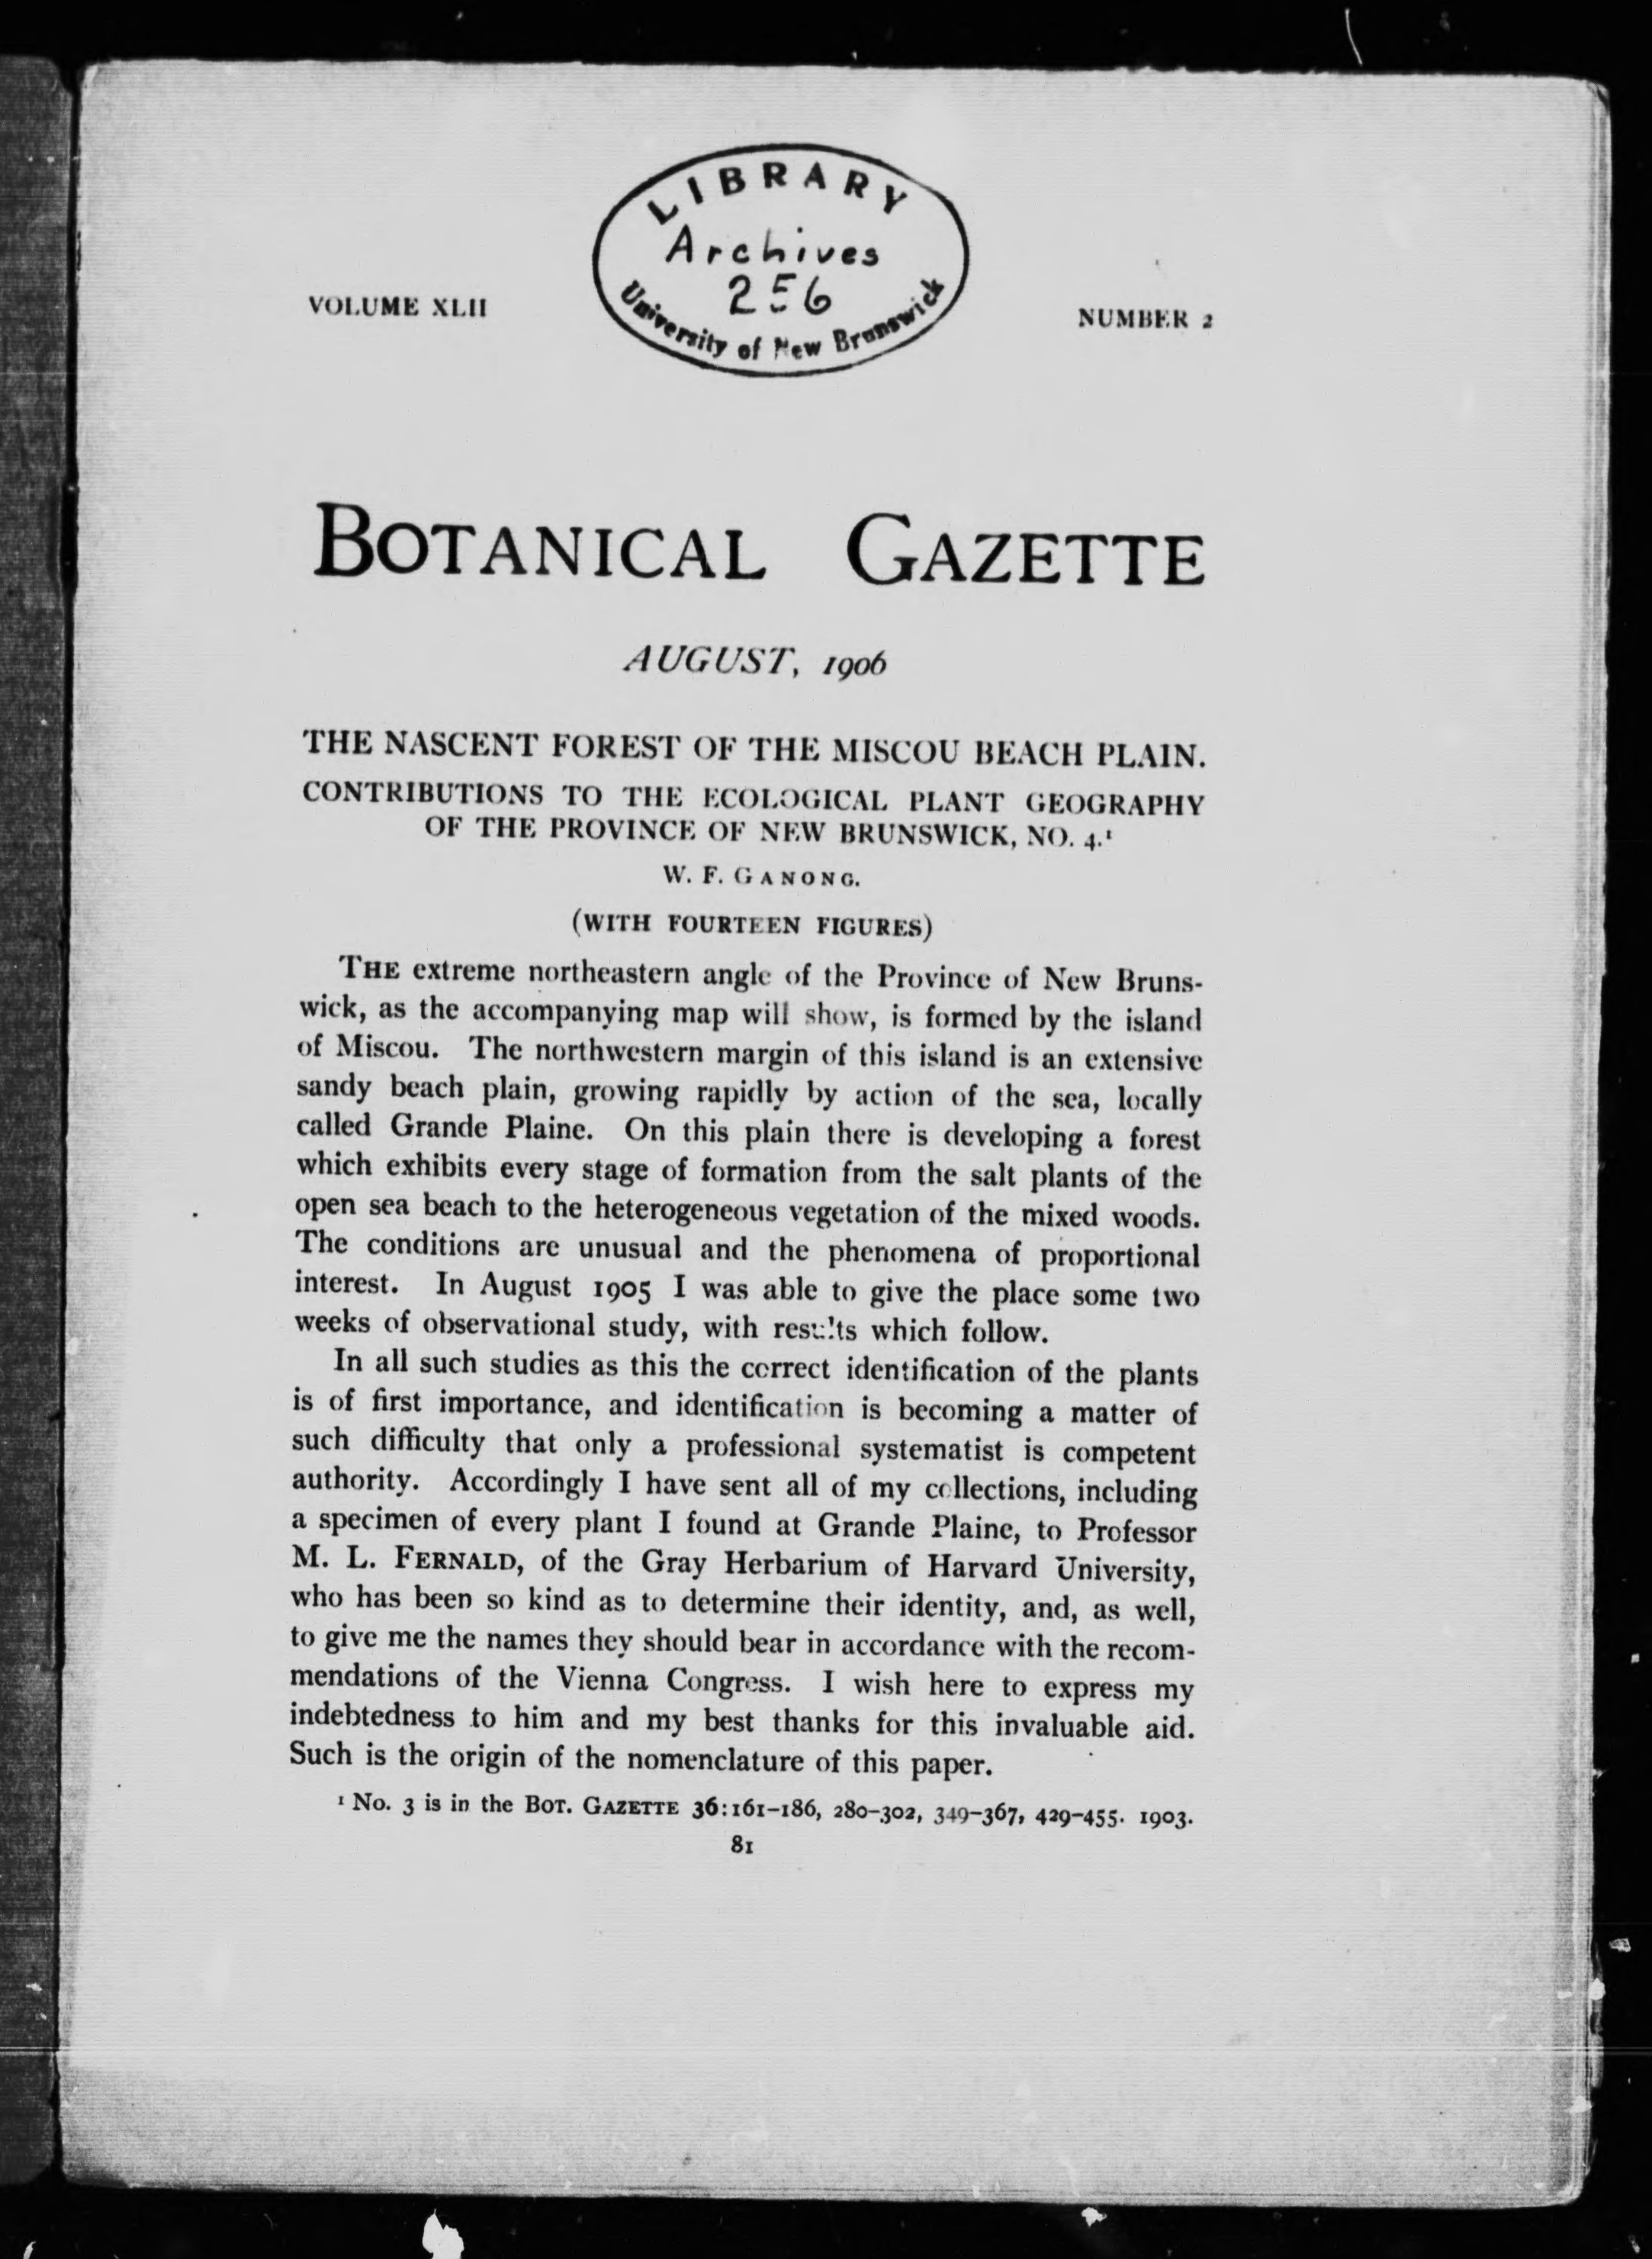 LIBRARY
Archives
256
University of New Brunswick
VOLUME XLII
NUMBER 2
BOTANICAL GAZETTE
AUGUST, 1906
THE NASCENT FOREST OF THE MISCOU BEACH PLAIN.
CONTRIBUTIONS TO THE ECOLOGICAL PLANT GEOGRAPHY
OF THE PROVINCE OF NEW BRUNSWICK, NO. 4.¹
W. F. GANONG.
(WITH FOURTEEN FIGURES)
THE extreme northeastern angle of the Province of New Bruns-
wick, as the accompanying map will show, is formed by the island
of Miscou. The northwestern margin of this island is an extensive
sandy beach plain, growing rapidly by action of the sea, locally
called Grande Plaine. On this plain there is developing a forest
which exhibits every stage of formation from the salt plants of the
open sea beach to the heterogeneous vegetation of the mixed woods.
The conditions are unusual and the phenomena of proportional
interest. In August 1905 I was able to give the place some two
weeks of observational study, with results which follow.
In all such studies as this the correct identification of the plants
is of first importance, and identification is becoming a matter of
such difficulty that only a professional systematist is competent
authority. Accordingly I have sent all of my collections, including
a specimen of every plant I found at Grande Plaine, to Professor
M. L. FERNALD, of the Gray Herbarium of Harvard University,
who has been so kind as to determine their identity, and, as well,
to give me the names they should bear in accordance with the recom-
mendations of the Vienna Congress. I wish here to express my
indebtedness to him and my best thanks for this invaluable aid.
Such is the origin of the nomenclature of this paper.
¹ No. 3 is in the BOT. GAZETTE 36:161–186, 280–302, 349–367, 429–455. 1903.
81